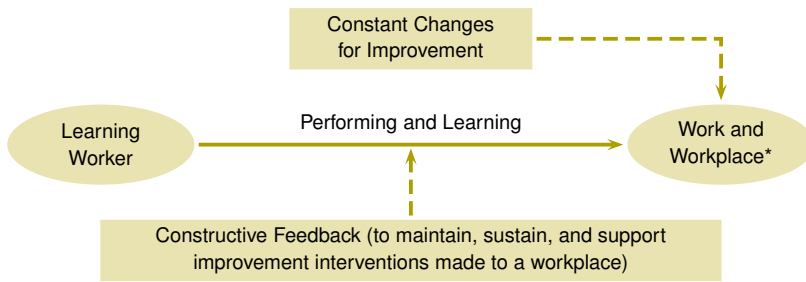 Constant Changes
for Improvement
Performing and Learning
Learning
Worker
Work and
Workplace*
Constructive Feedback (to maintain, sustain, and support
improvement interventions made to a workplace)